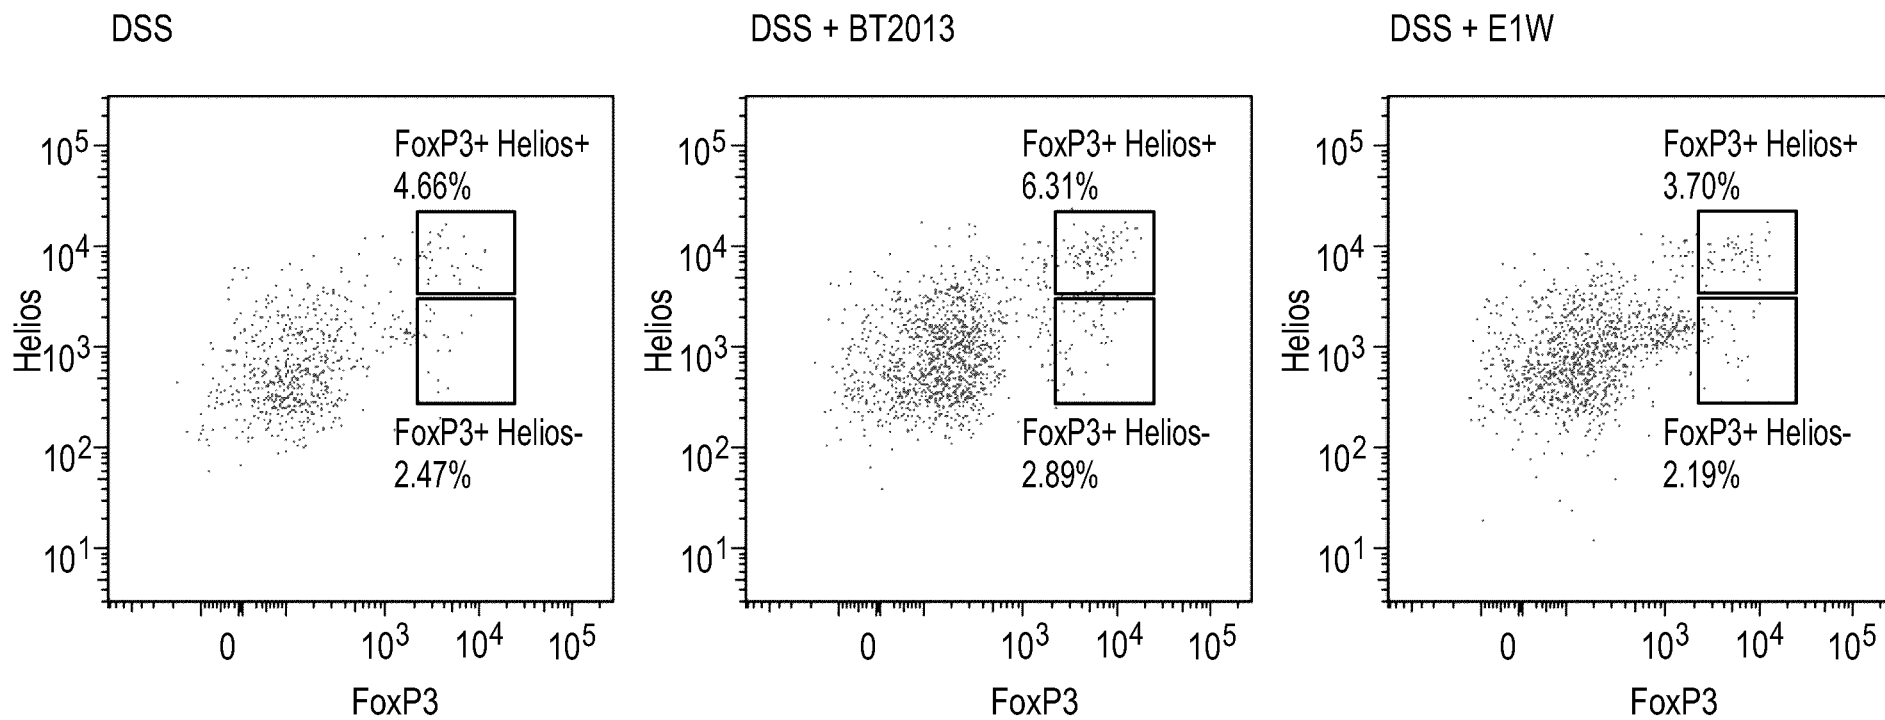 DSS
Helios
10^5
10^4
10^3
10^2
10^1
FoxP3+ Helios+
4.66%
FoxP3+ Helios-
2.47%
0 10^3 10^4 10^5
FoxP3
DSS + BT2013
Helios
10^5
10^4
10^3
10^2
10^1
FoxP3+ Helios+
6.31%
FoxP3+ Helios-
2.89%
0 10^3 10^4 10^5
FoxP3
DSS + E1W
Helios
10^5
10^4
10^3
10^2
10^1
FoxP3+ Helios+
3.70%
FoxP3+ Helios-
2.19%
0 10^3 10^4 10^5
FoxP3